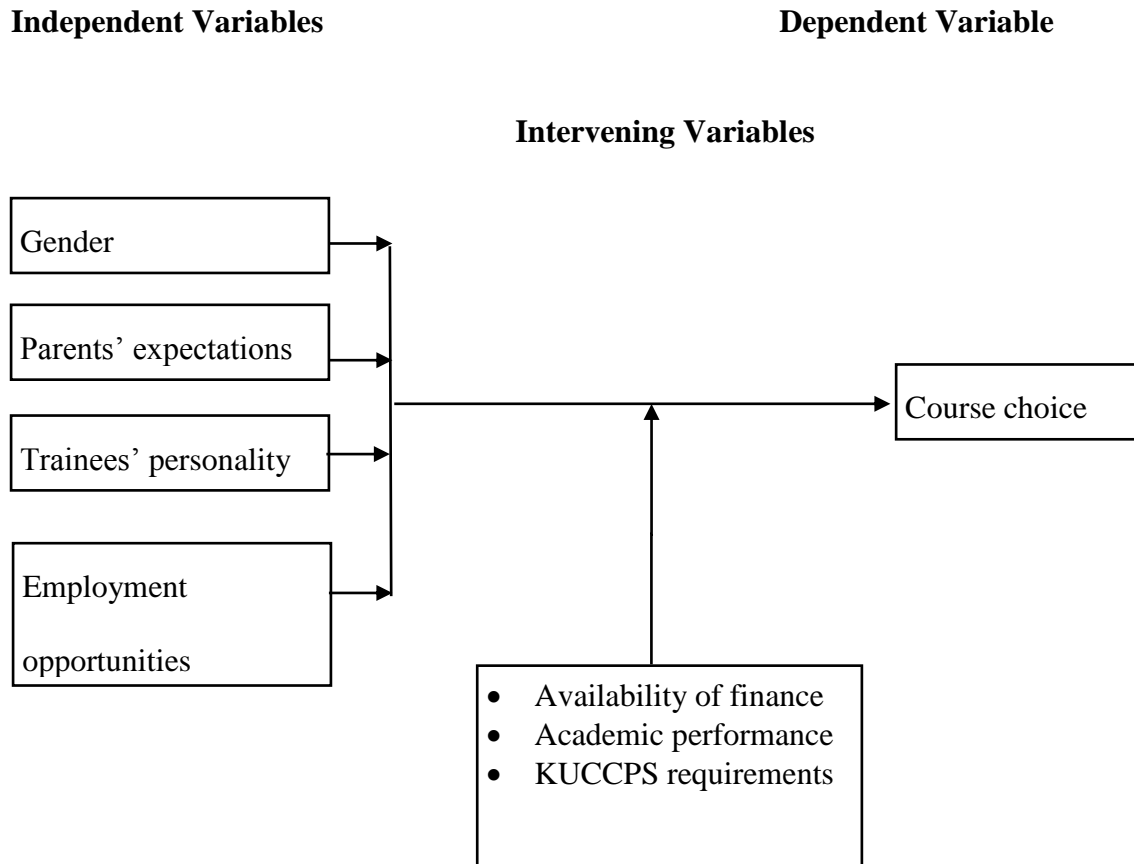 Independent Variables
Dependent Variable
Intervening Variables
Gender
Parents’ expectations
Trainees’ personality
Employment
opportunities
Course choice
• Availability of finance
• Academic performance
• KUCCPS requirements